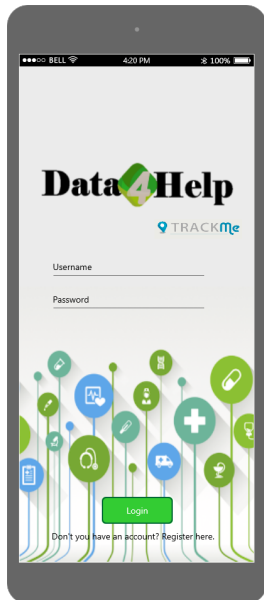 BELL 4:20 PM 100%
Data4Help
TRACKMe
Username
Password
Login
Don't you have an account? Register here.